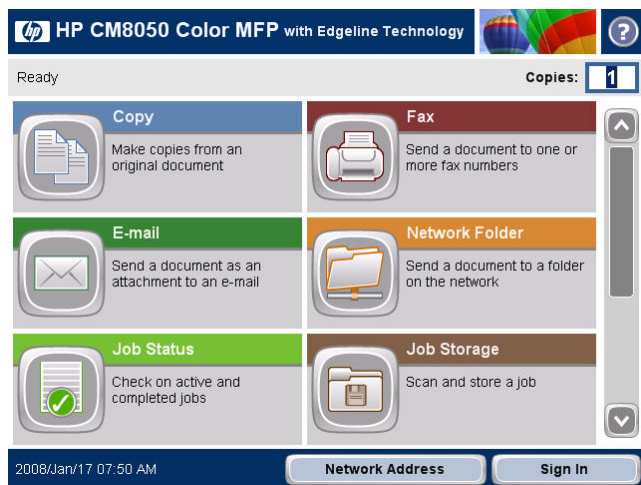 hp HP CM8050 Color MFP with Edgeline Technology ?
Ready Copies: 1
Copy
Make copies from an
original document
Fax
Send a document to one or
more fax numbers
E-mail
Send a document as an
attachment to an e-mail
Network Folder
Send a document to a folder
on the network
Job Status
Check on active and
completed jobs
Job Storage
Scan and store a job
2008/Jan/17 07:50 AM Network Address Sign In